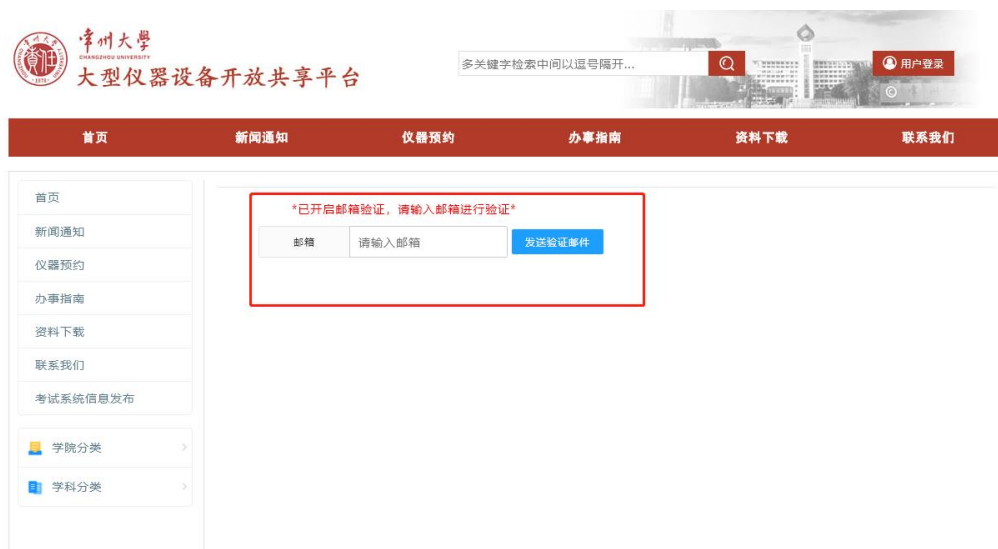 常州大學
CHANGZHOU UNIVERSITY
大型仪器设备开放共享平台
多关键字检索中间以逗号隔开...
用户登录
首页
新闻通知
仪器预约
办事指南
资料下载
联系我们
首页
新闻通知
仪器预约
办事指南
资料下载
联系我们
考试系统信息发布
学院分类
学科分类
*已开启邮箱验证，请输入邮箱进行验证*
邮箱
请输入邮箱
发送验证邮件